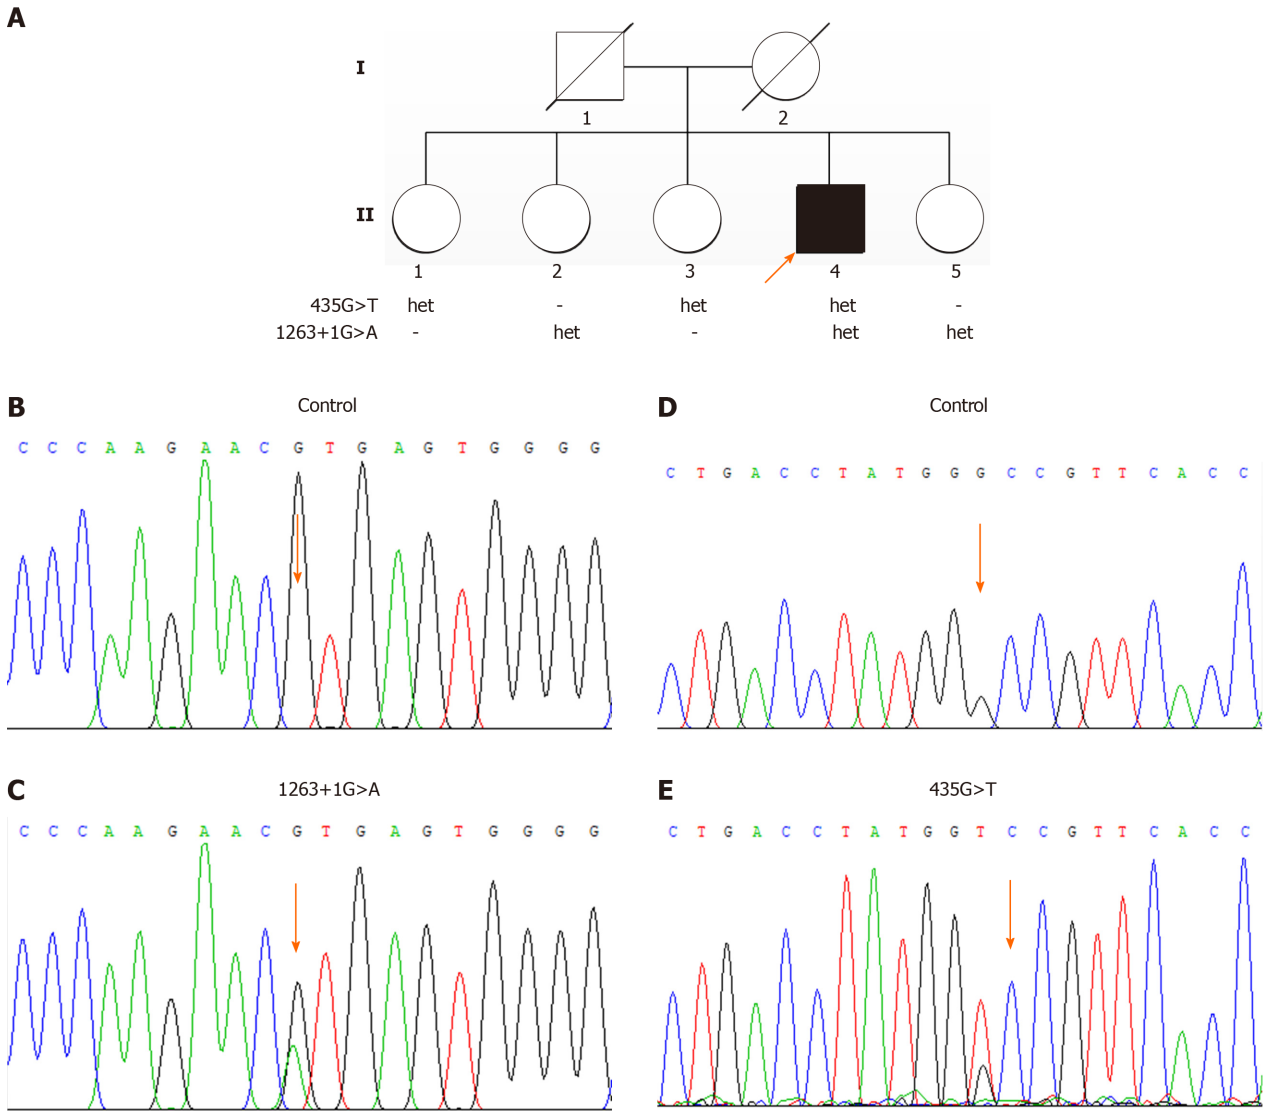 A
I
1 2
II
1 2 3 4 5
435G>T het - het het -
1263+1G>A - het - het het
B
Control
C C C A A G A A C G T G A G T G G G G
D
Control
C T G A C C T A T G G G C C G T T C A C C
C
1263+1G>A
C C C A A G A A C G T G A G T G G G G
E
435G>T
C T G A C C T A T G G T C C G T T C A C C